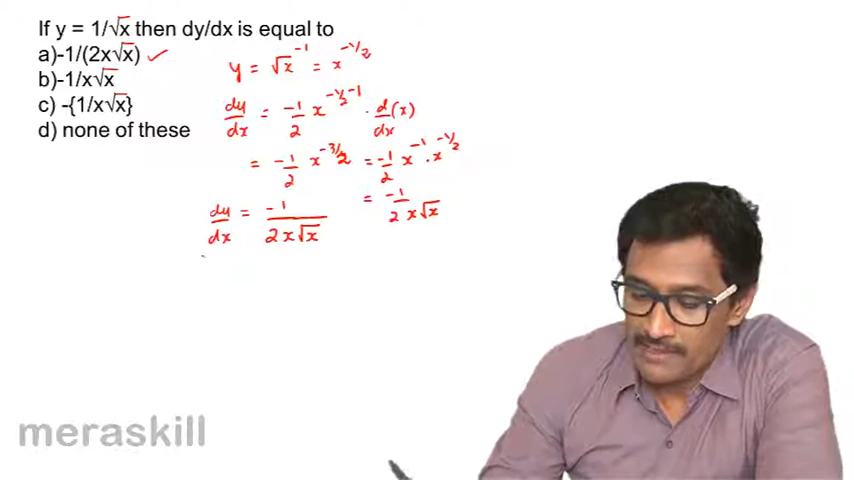 If y = 1/√x then dy/dx is equal to
a)-1/(2x√x) ✓
b)-1/x√x
c) -{1/x√x}
d) none of these
y = √x⁻¹ = x^(-1/2)
dy/dx = -1/2 x^(-1/2-1) · d/dx (x)
= -1/2 x^(-3/2) = -1/2 x⁻¹ · x^(-1/2)
= -1/2 x√x
dy/dx = -1/(2x√x)
meraskill